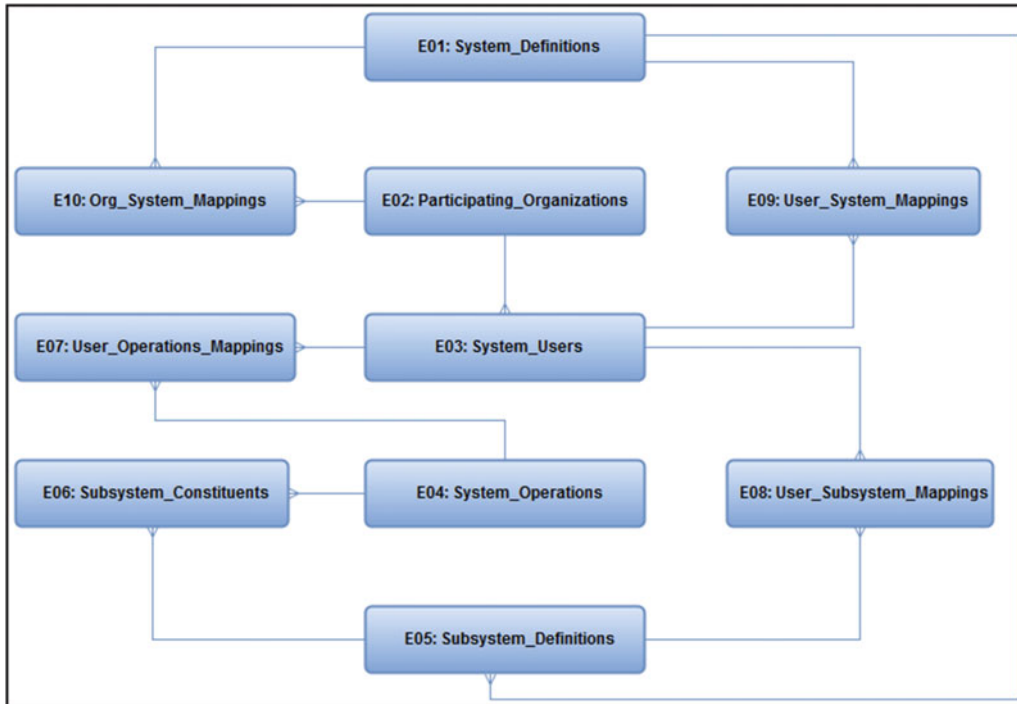 E01: System_Definitions
E10: Org_System_Mappings
E02: Participating_Organizations
E09: User_System_Mappings
E07: User_Operations_Mappings
E03: System_Users
E06: Subsystem_Constituents
E04: System_Operations
E08: User_Subsystem_Mappings
E05: Subsystem_Definitions